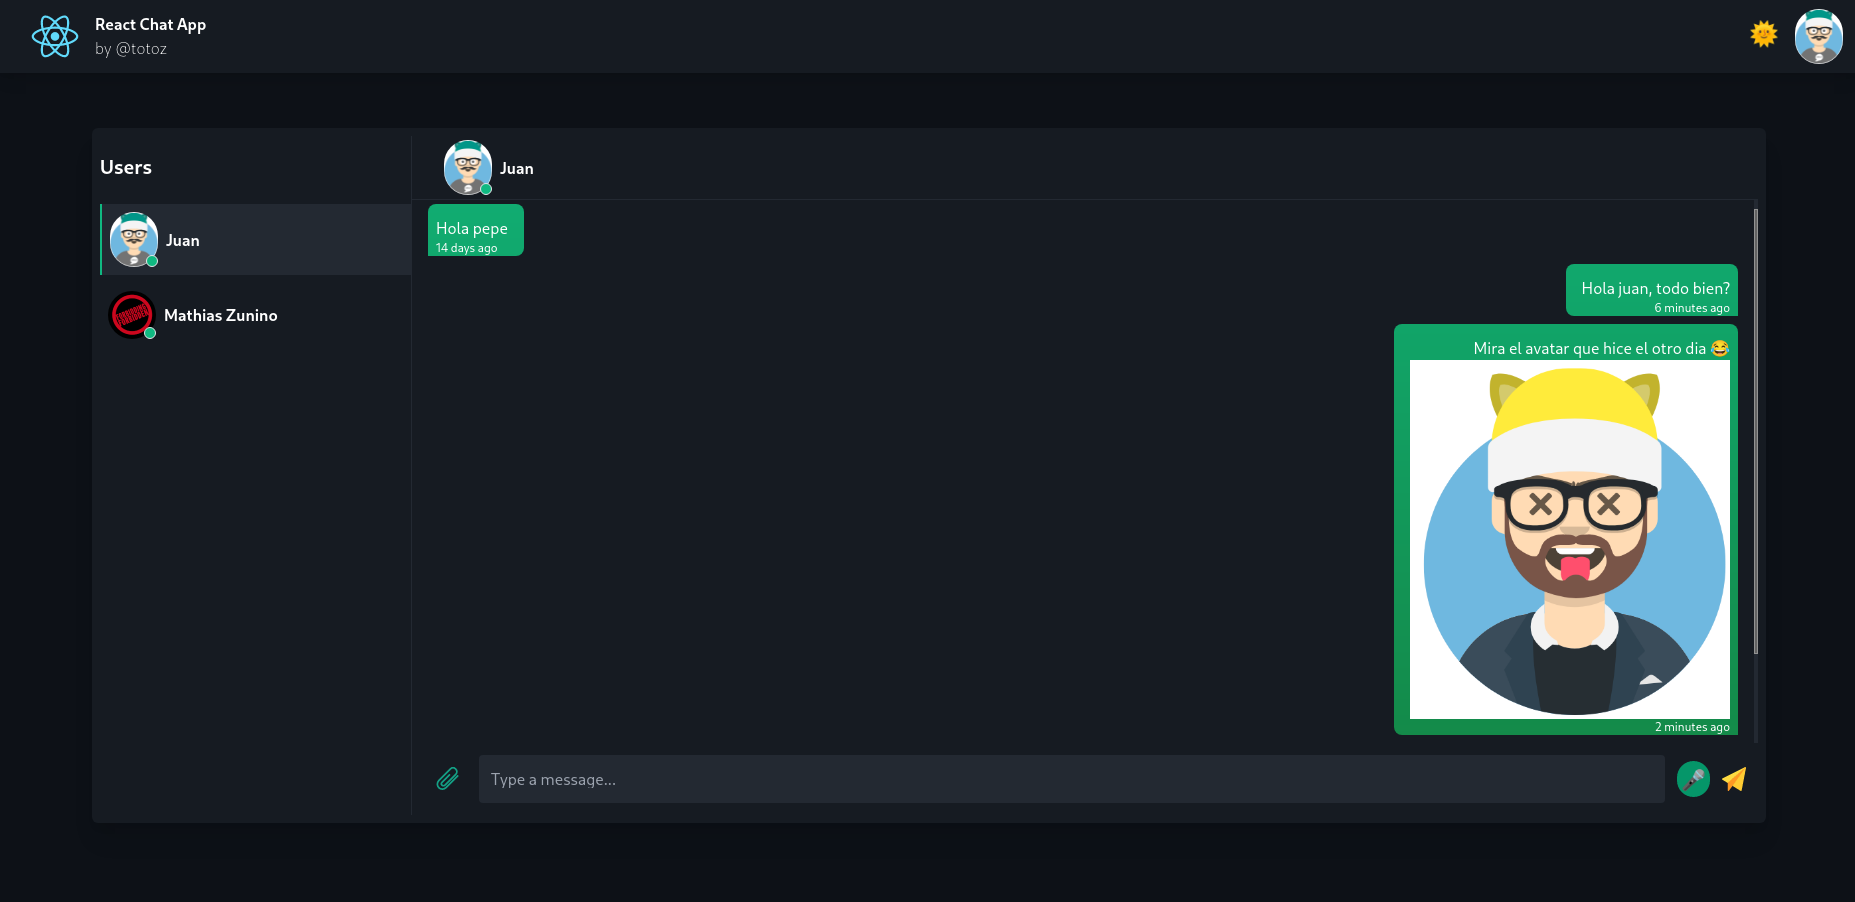 React Chat App
by @totoz
Users
Juan
Mathias Zunino
Juan
Hola pepe
14 days ago
Hola juan, todo bien?
6 minutes ago
Mira el avatar que hice el otro dia 😂
2 minutes ago
Type a message...